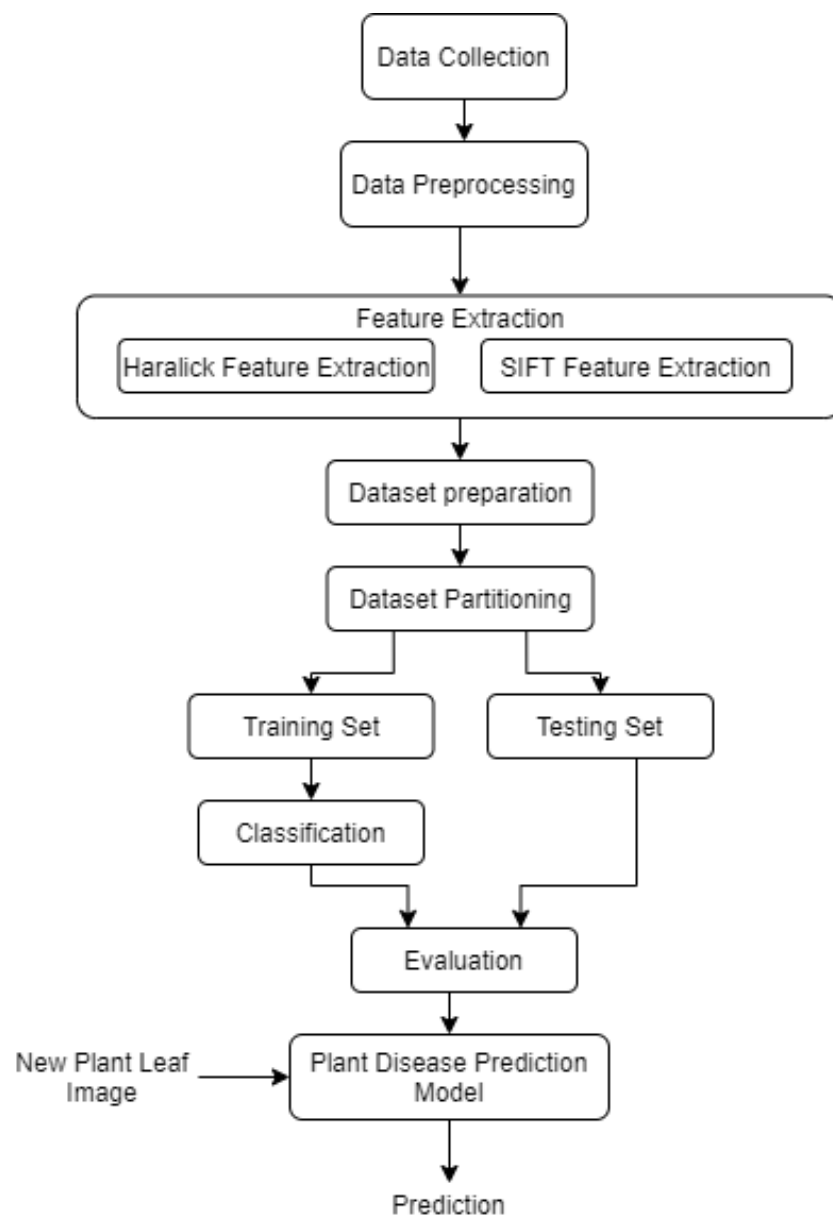 Data Collection
Data Preprocessing
Feature Extraction
Haralick Feature Extraction
SIFT Feature Extraction
Dataset preparation
Dataset Partitioning
Training Set
Testing Set
Classification
Evaluation
New Plant Leaf
Image
Plant Disease Prediction
Model
Prediction